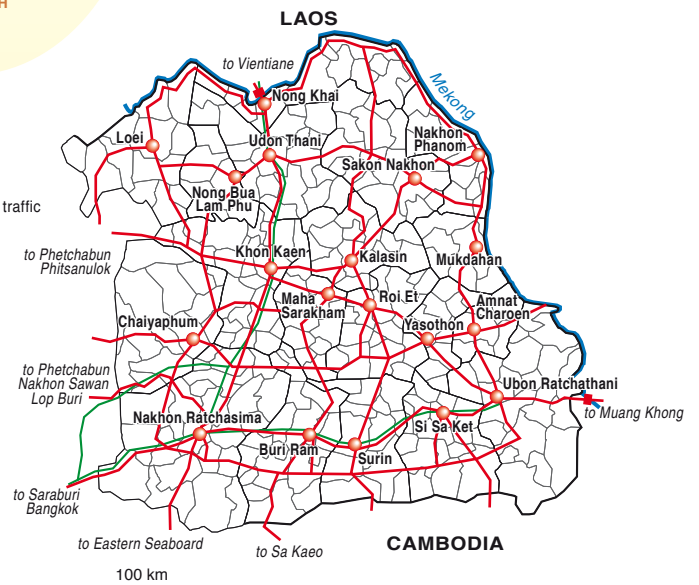 H
LAOS
to Vientiane
Mekong
Nong Khai
Loei
Udon Thani
Nakhon
Phanom
Sakon Nakhon
Nong Bua
Lam Phu
traffic
to Phetchabun
Phitsanulok
Khon Kaen
Kalasin
Mukdahan
Maha
Sarakham
Roi Et
Amnat
Charoen
Chaiyaphum
Yasothon
to Phetchabun
Nakhon Sawan
Lop Buri
Ubon Ratchathani
to Muang Khong
Nakhon Ratchasima
Si Sa Ket
Buri Ram
Surin
to Saraburi
Bangkok
to Eastern Seaboard
to Sa Kaeo
CAMBODIA
100 km